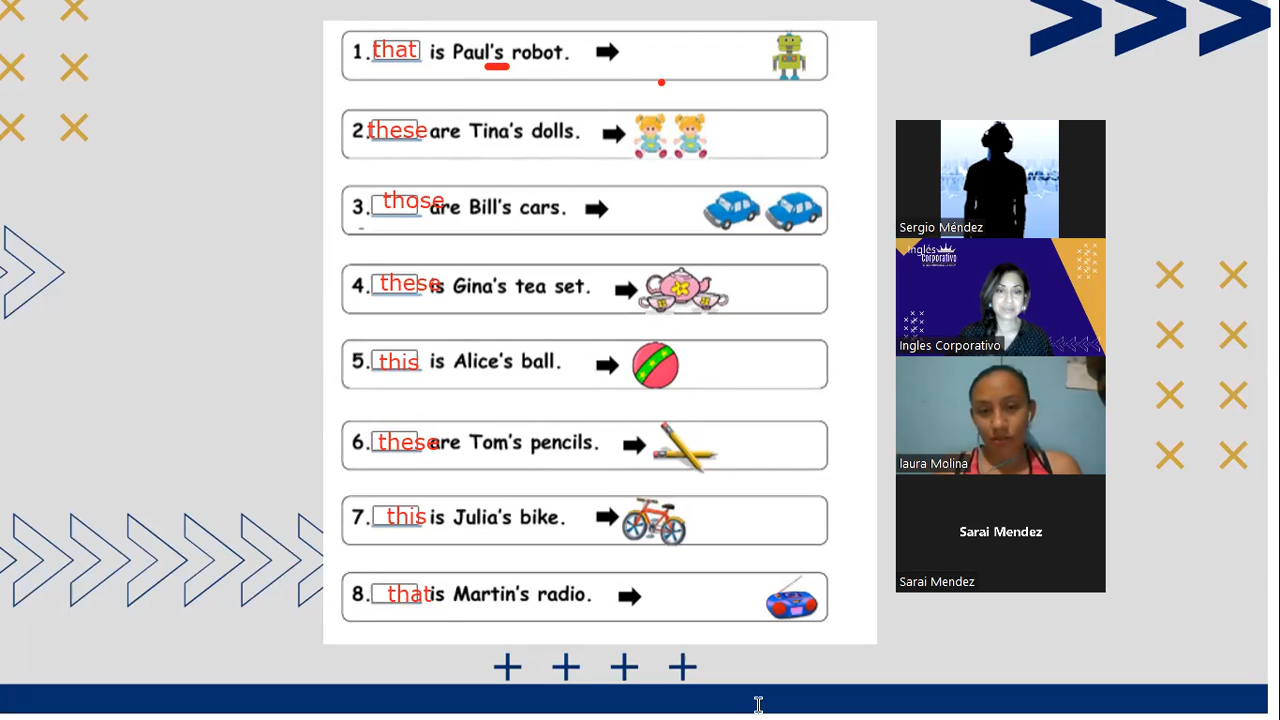 1. that is Paul's robot.
2. these are Tina's dolls.
3. those are Bill's cars.
4. these is Gina's tea set.
5. this is Alice's ball.
6. these are Tom's pencils.
7. this is Julia's bike.
8. that is Martin's radio.
Sergio Méndez
Inglés
Corporativo
Ingles Corporativo
laura Molina
Sarai Mendez
Sarai Mendez